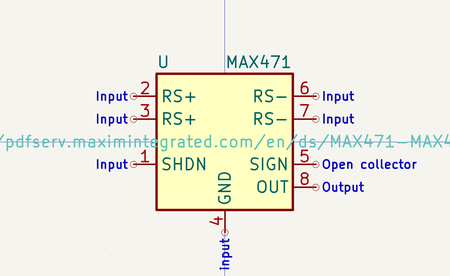 U MAX471
Input 2 RS+ RS- 6 Input
Input 3 RS+ RS- 7 Input
/pdfserv.maximintegrated.com/en/ds/MAX471-MAX4
Input 1 SHDN SIGN 5 Open collector
OUT 8 Output
GND
4
input